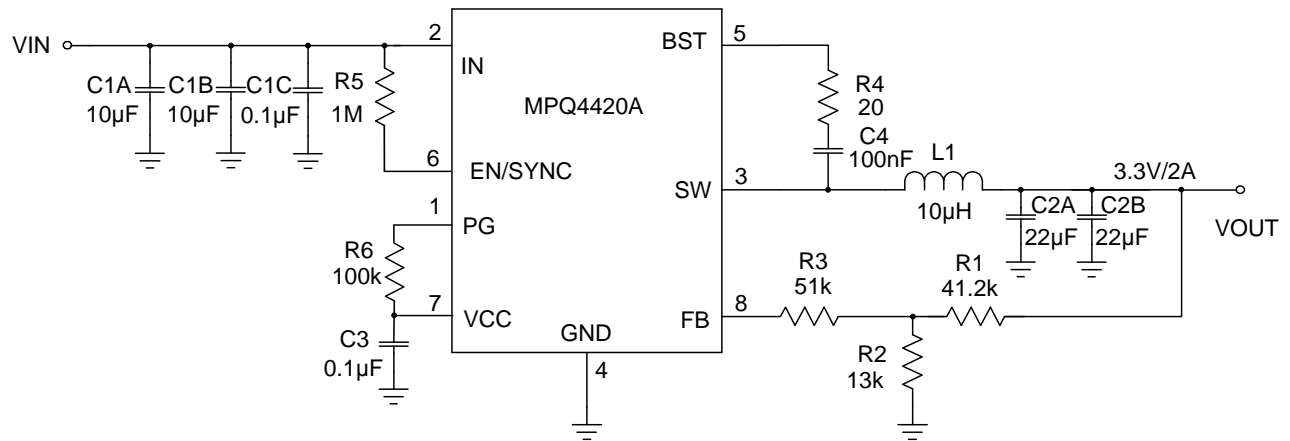 VIN
C1A
10µF
C1B
10µF
C1C
0.1µF
R5
1M
2
IN
MPQ4420A
BST
5
R4
20
C4
100nF
6
EN/SYNC
SW
3
L1
10µH
3.3V/2A
C2A
22µF
C2B
22µF
VOUT
1
PG
R6
100k
7
VCC
C3
0.1µF
GND
4
FB
8
R3
51k
R1
41.2k
R2
13k